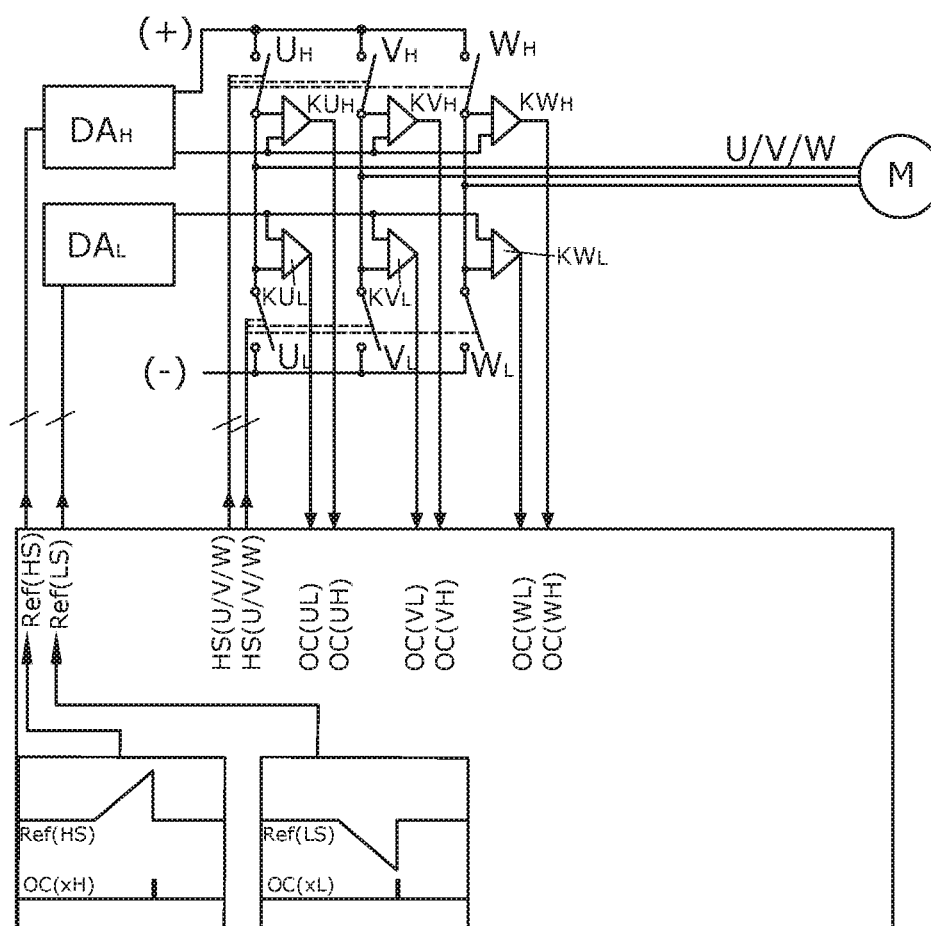 (+)
UH
VH
WH
DAH
KUH
KVH
KWH
U/V/W
M
DAL
KUL
KVL
KWL
(-)
UL
VL
WL
Ref(HS)
Ref(LS)
HS(U/V/W)
HS(U/V/W)
OC(UL)
OC(UH)
OC(VL)
OC(VH)
OC(WL)
OC(WH)
Ref(HS)
OC(xH)
Ref(LS)
OC(xL)